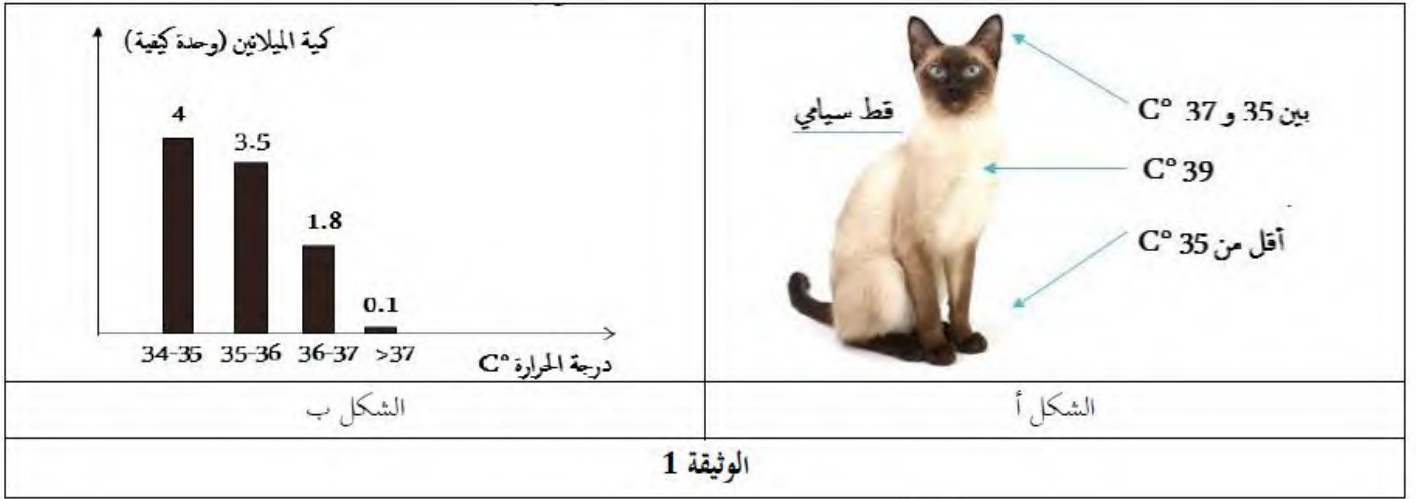 قط سيامي
بين 35 و 37 °C
39 °C
أقل من 35 °C
كمية الميلانين (وحدة كيفية)
4
3.5
1.8
0.1
34-35 35-36 36-37 >37
درجة الحرارة °C
الشكل أ
الشكل ب
الوثيقة 1